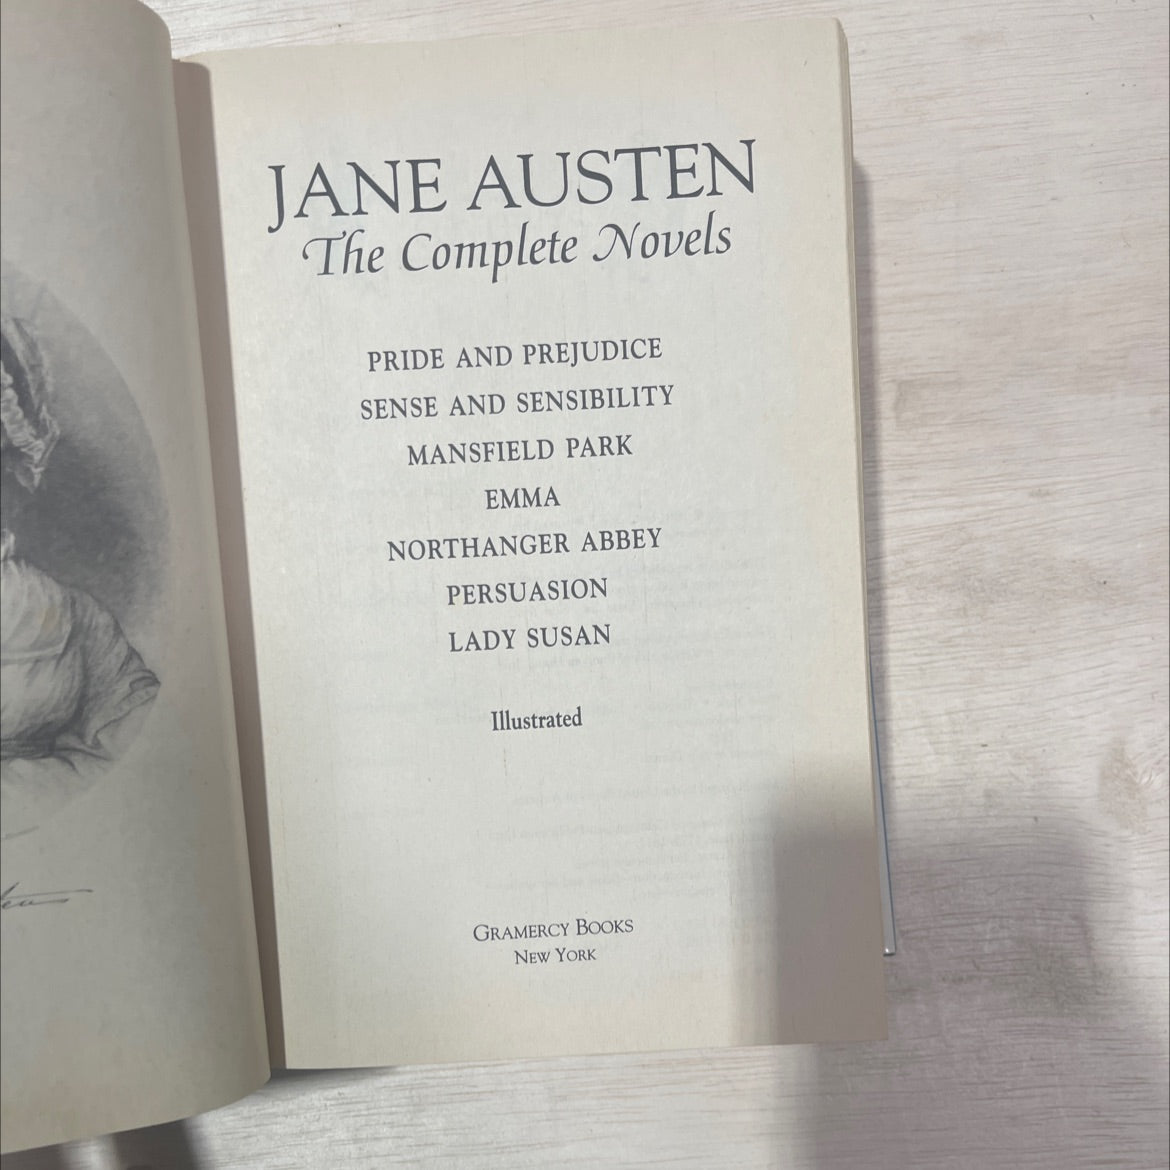 JANE AUSTEN
The Complete Novels
PRIDE AND PREJUDICE
SENSE AND SENSIBILITY
MANSFIELD PARK
EMMA
NORTHANGER ABBEY
PERSUASION
LADY SUSAN
Illustrated
GRAMERCY BOOKS
NEW YORK